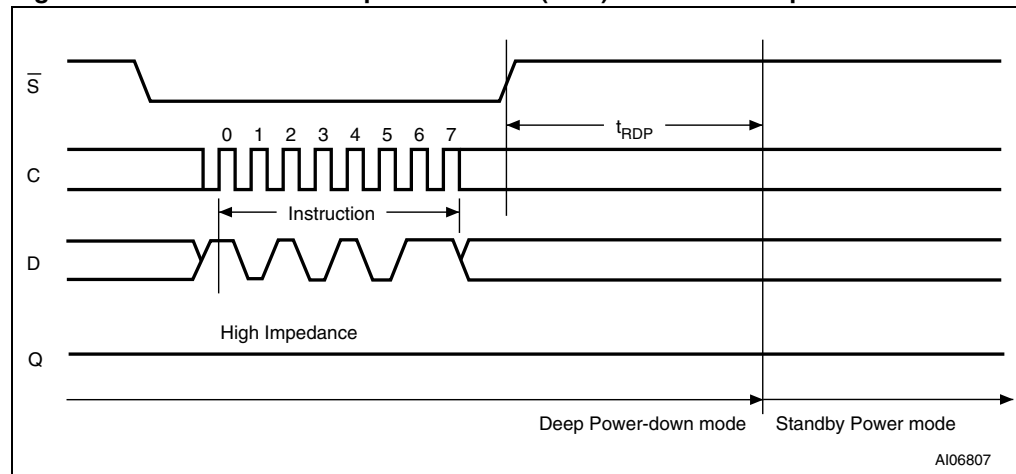 S
0 1 2 3 4 5 6 7
tRDP
C
Instruction
D
High Impedance
Q
Deep Power-down mode Standby Power mode
AI06807